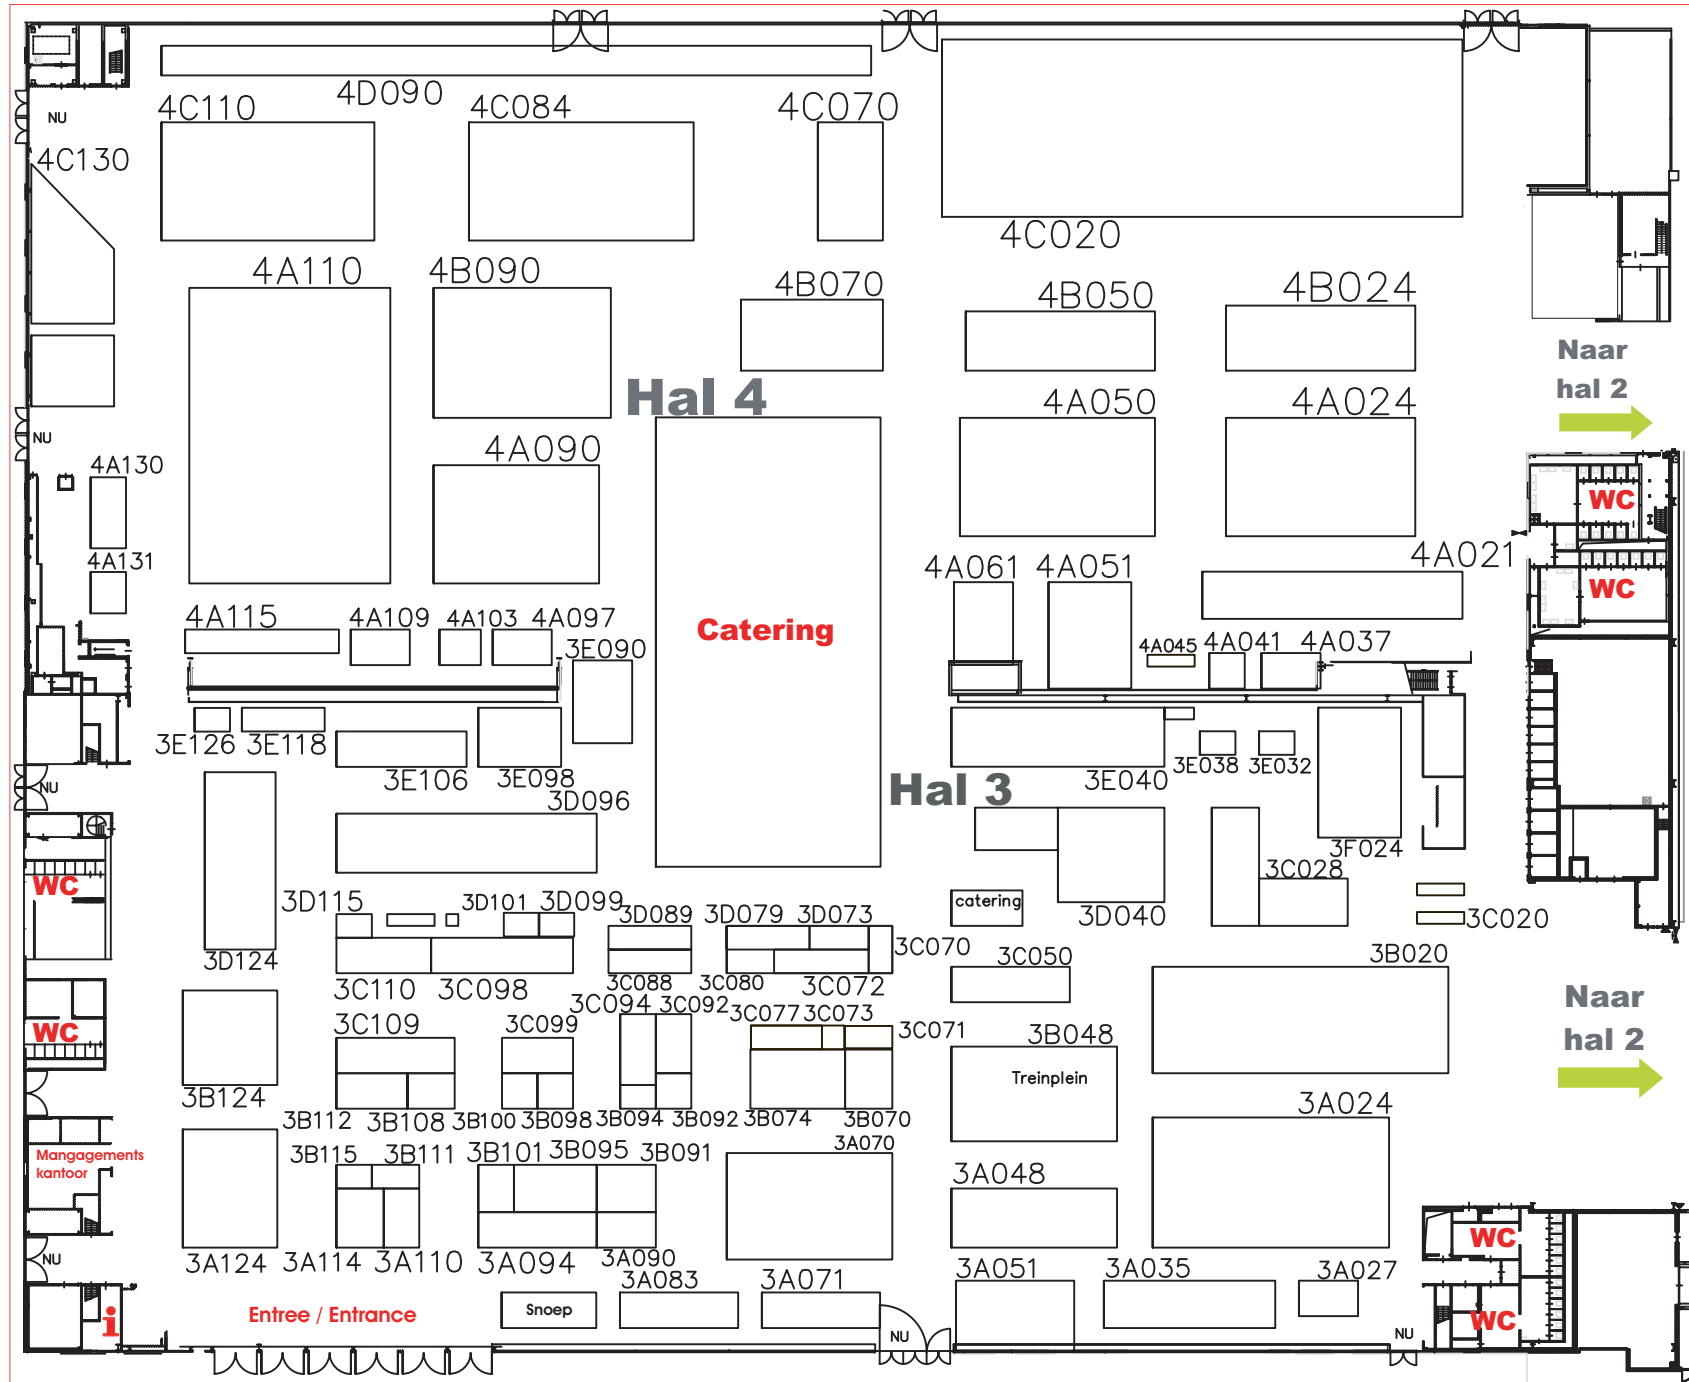 4D090
4C110
4C084
4C070
NU
4C130
4C020
4A110
4B090
4B070
4B050
4B024
Naar
hal 2
Hal 4
4A050
4A024
4A090
NU
4A130
WC
4A131
4A061
4A051
4A021
WC
4A115
4A109
4A103
4A097
Catering
3E090
4A045
4A041
4A037
3E126
3E118
3E106
3E098
3E040
3E038
3E032
NU
Hal 3
3D096
3F024
WC
3C028
3D115
3D101
3D099
catering
3D040
3D089
3D079
3D073
3C020
3C070
3D124
3C050
3B020
3C110
3C098
3C088
3C080
3C072
3C094
3C092
3C077
3C073
3C071
Naar
hal 2
WC
3C109
3C099
3B048
Treinplein
3B124
3B112
3B108
3B100
3B098
3B094
3B092
3B074
3B070
3A024
3A070
Mangagements
kantoor
3B115
3B111
3B101
3B095
3B091
3A048
WC
NU
3A124
3A114
3A110
3A094
3A090
3A083
3A071
3A051
3A035
3A027
Entree / Entrance
Snoep
i
NU
NU
WC